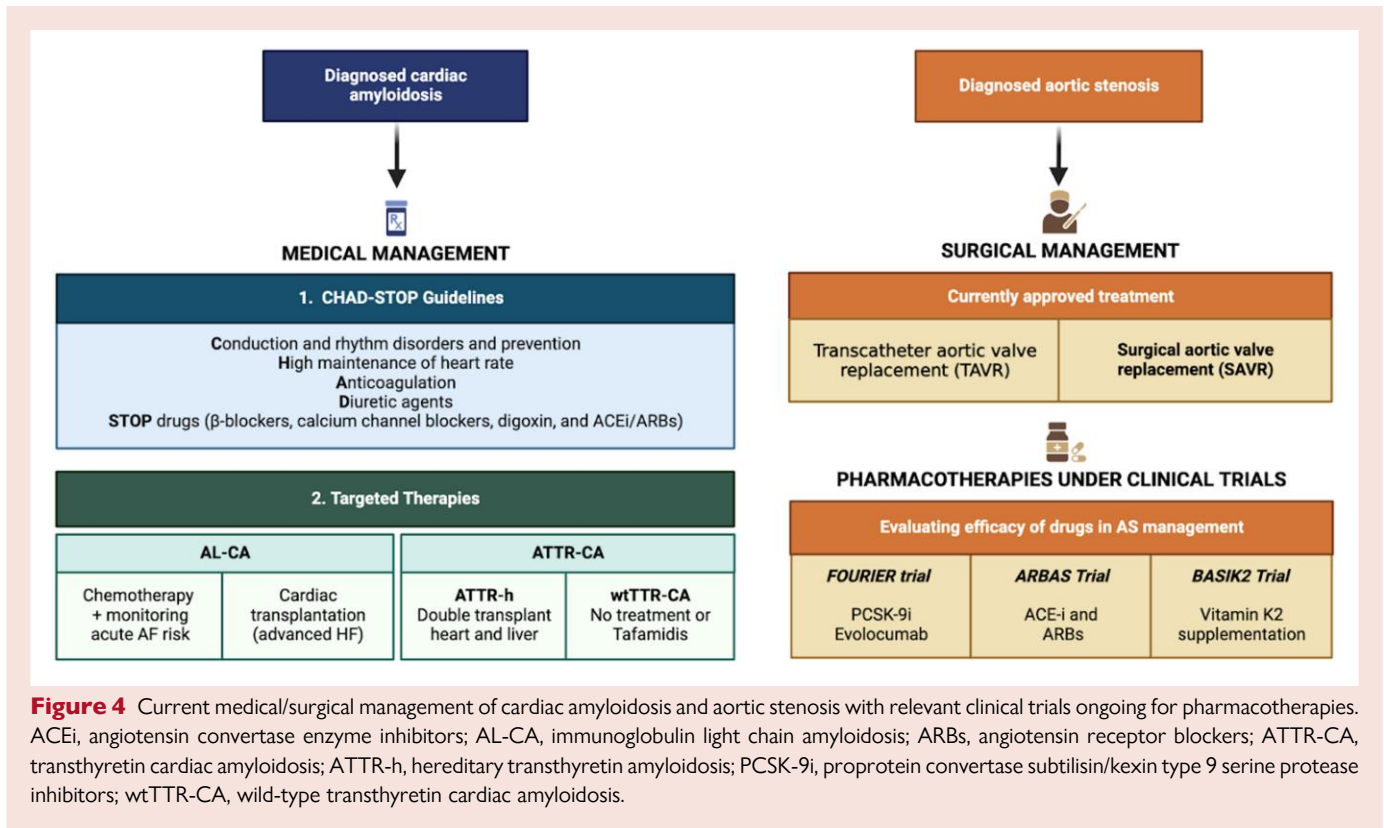 Diagnosed cardiac
amyloidosis
MEDICAL MANAGEMENT
1. CHAD-STOP Guidelines
Conduction and rhythm disorders and prevention
High maintenance of heart rate
Anticoagulation
Diuretic agents
STOP drugs (β-blockers, calcium channel blockers, digoxin, and ACEi/ARBs)
2. Targeted Therapies
AL-CA
Chemotherapy
+ monitoring
acute AF risk
Cardiac
transplantation
(advanced HF)
ATTR-CA
ATTR-h
Double transplant
heart and liver
wtTTR-CA
No treatment or
Tafamidis
Diagnosed aortic stenosis
SURGICAL MANAGEMENT
Currently approved treatment
Transcatheter aortic valve
replacement (TAVR)
Surgical aortic valve
replacement (SAVR)
PHARMACOTHERAPIES UNDER CLINICAL TRIALS
Evaluating efficacy of drugs in AS management
FOURIER trial
PCSK-9i
Evolocumab
ARBAS Trial
ACE-i and
ARBs
BASIK2 Trial
Vitamin K2
supplementation
Figure 4 Current medical/surgical management of cardiac amyloidosis and aortic stenosis with relevant clinical trials ongoing for pharmacotherapies.
ACEi, angiotensin convertase enzyme inhibitors; AL-CA, immunoglobulin light chain amyloidosis; ARBs, angiotensin receptor blockers; ATTR-CA,
transthyretin cardiac amyloidosis; ATTR-h, hereditary transthyretin amyloidosis; PCSK-9i, proprotein convertase subtilisin/kexin type 9 serine protease
inhibitors; wtTTR-CA, wild-type transthyretin cardiac amyloidosis.